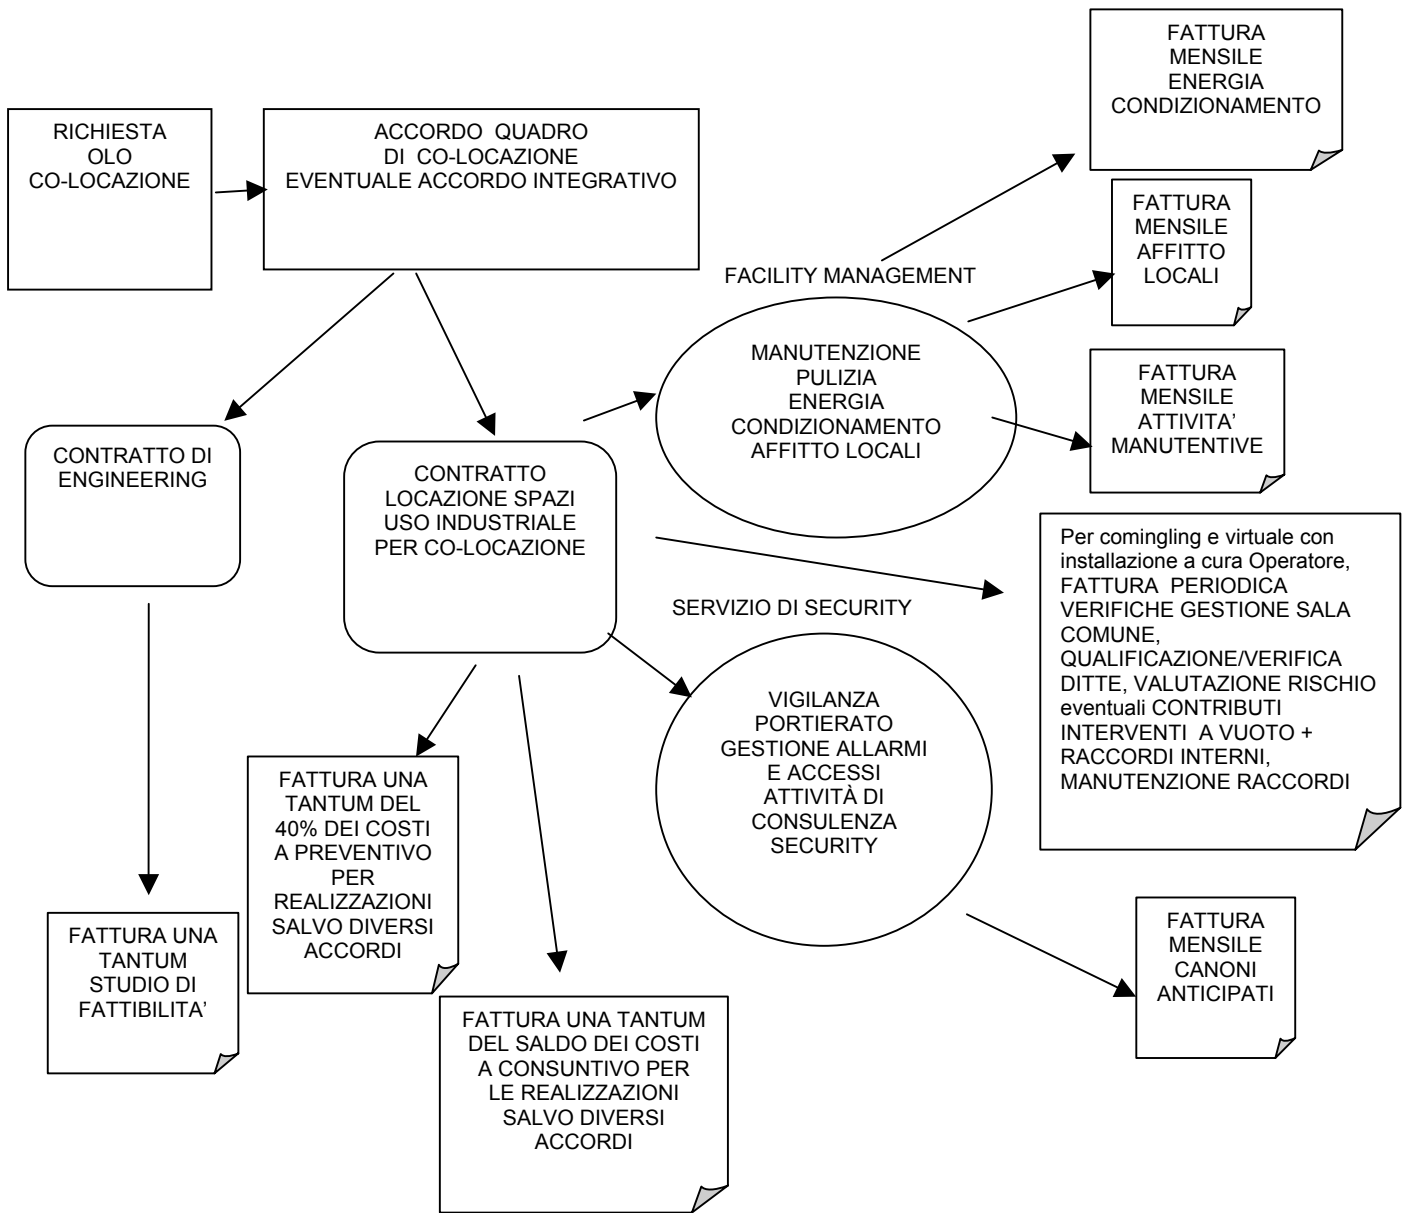 FATTURA
MENSILE
ENERGIA
CONDIZIONAMENTO
RICHIESTA
OLO
CO-LOCAZIONE
ACCORDO QUADRO
DI CO-LOCAZIONE
EVENTUALE ACCORDO INTEGRATIVO
FATTURA
MENSILE
AFFITTO
LOCALI
FACILITY MANAGEMENT
MANUTENZIONE
PULIZIA
ENERGIA
CONDIZIONAMENTO
AFFITTO LOCALI
FATTURA
MENSILE
ATTIVITA’
MANUTENTIVE
CONTRATTO DI
ENGINEERING
CONTRATTO
LOCAZIONE SPAZI
USO INDUSTRIALE
PER CO-LOCAZIONE
Per comingling e virtuale con
installazione a cura Operatore,
FATTURA PERIODICA
VERIFICHE GESTIONE SALA
COMUNE,
QUALIFICAZIONE/VERIFICA
DITTE, VALUTAZIONE RISCHIO
eventuali CONTRIBUTI
INTERVENTI A VUOTO +
RACCORDI INTERNI,
MANUTENZIONE RACCORDI
SERVIZIO DI SECURITY
VIGILANZA
PORTIERATO
GESTIONE ALLARMI
E ACCESSI
ATTIVITÀ DI
CONSULENZA
SECURITY
FATTURA UNA
TANTUM DEL
40% DEI COSTI
A PREVENTIVO
PER
REALIZZAZIONI
SALVO DIVERSI
ACCORDI
FATTURA
MENSILE
CANONI
ANTICIPATI
FATTURA UNA
TANTUM
STUDIO DI
FATTIBILITA’
FATTURA UNA TANTUM
DEL SALDO DEI COSTI
A CONSUNTIVO PER
LE REALIZZAZIONI
SALVO DIVERSI
ACCORDI